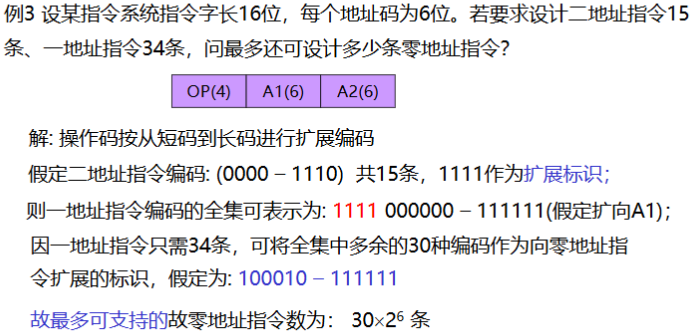 例3 设某指令系统指令字长16位，每个地址码为6位。若要求设计二地址指令15
条、一地址指令34条，问最多还可设计多少条零地址指令？
OP(4) A1(6) A2(6)
解: 操作码按从短码到长码进行扩展编码
假定二地址指令编码: (0000 – 1110) 共15条，1111作为扩展标识；
则一地址指令编码的全集可表示为: 1111 000000 – 111111(假定扩向A1)；
因一地址指令只需34条，可将全集中多余的30种编码作为向零地址指
令扩展的标识，假定为: 100010 – 111111
故最多可支持的故零地址指令数为： 30×2⁶ 条